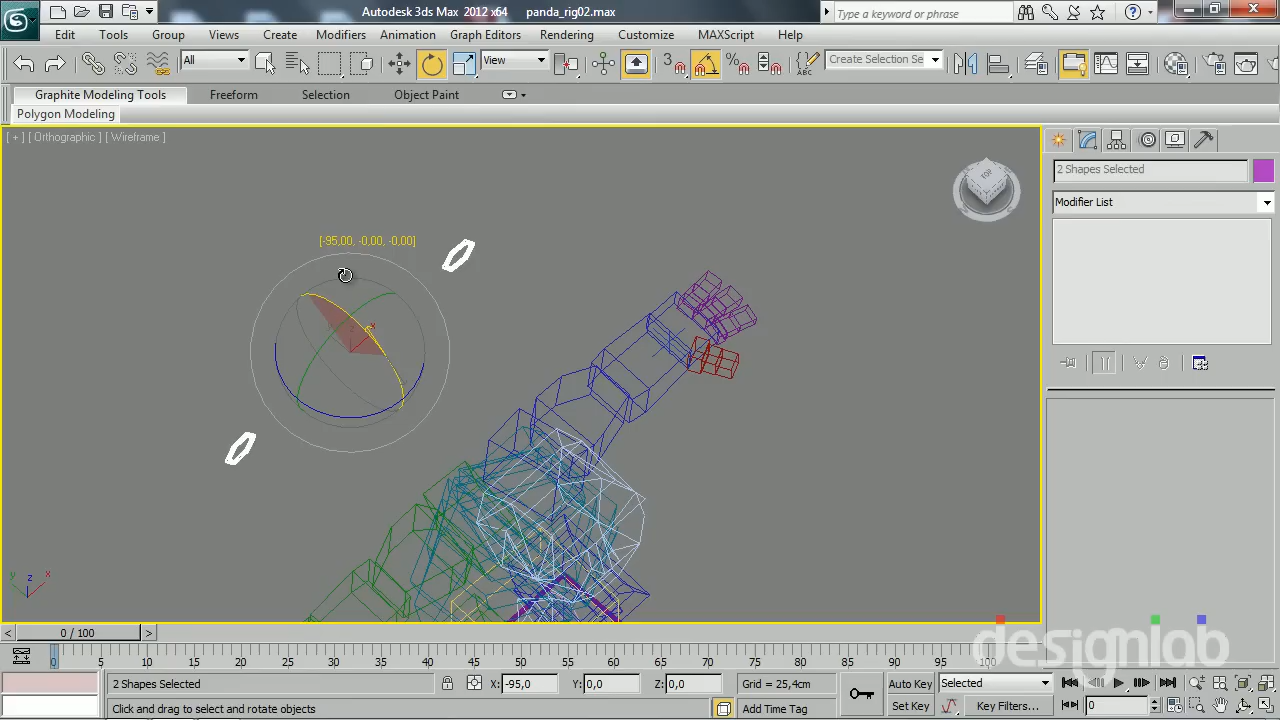 Autodesk 3ds Max 2012 x64 panda_rig02.max
Type a keyword or phrase
Edit Tools Group Views Create Modifiers Animation Graph Editors Rendering Customize MAXScript Help
All View 3 Create Selection Se
Graphite Modeling Tools Freeform Selection Object Paint
Polygon Modeling
[ + ] [ Orthographic ] [ Wireframe ]
TOP
2 Shapes Selected
Modifier List
[-95,00, -0,00, -0,00]
y z x
< 0 / 100 >
0 5 10 15 20 25 30 35 40 45 50 55 60 65 70 75 80 85 90 95 100
designlab
2 Shapes Selected X: -95,0 Y: 0,0 Z: 0,0 Grid = 25,4cm Auto Key Selected
Click and drag to select and rotate objects Add Time Tag Set Key Key Filters... 0